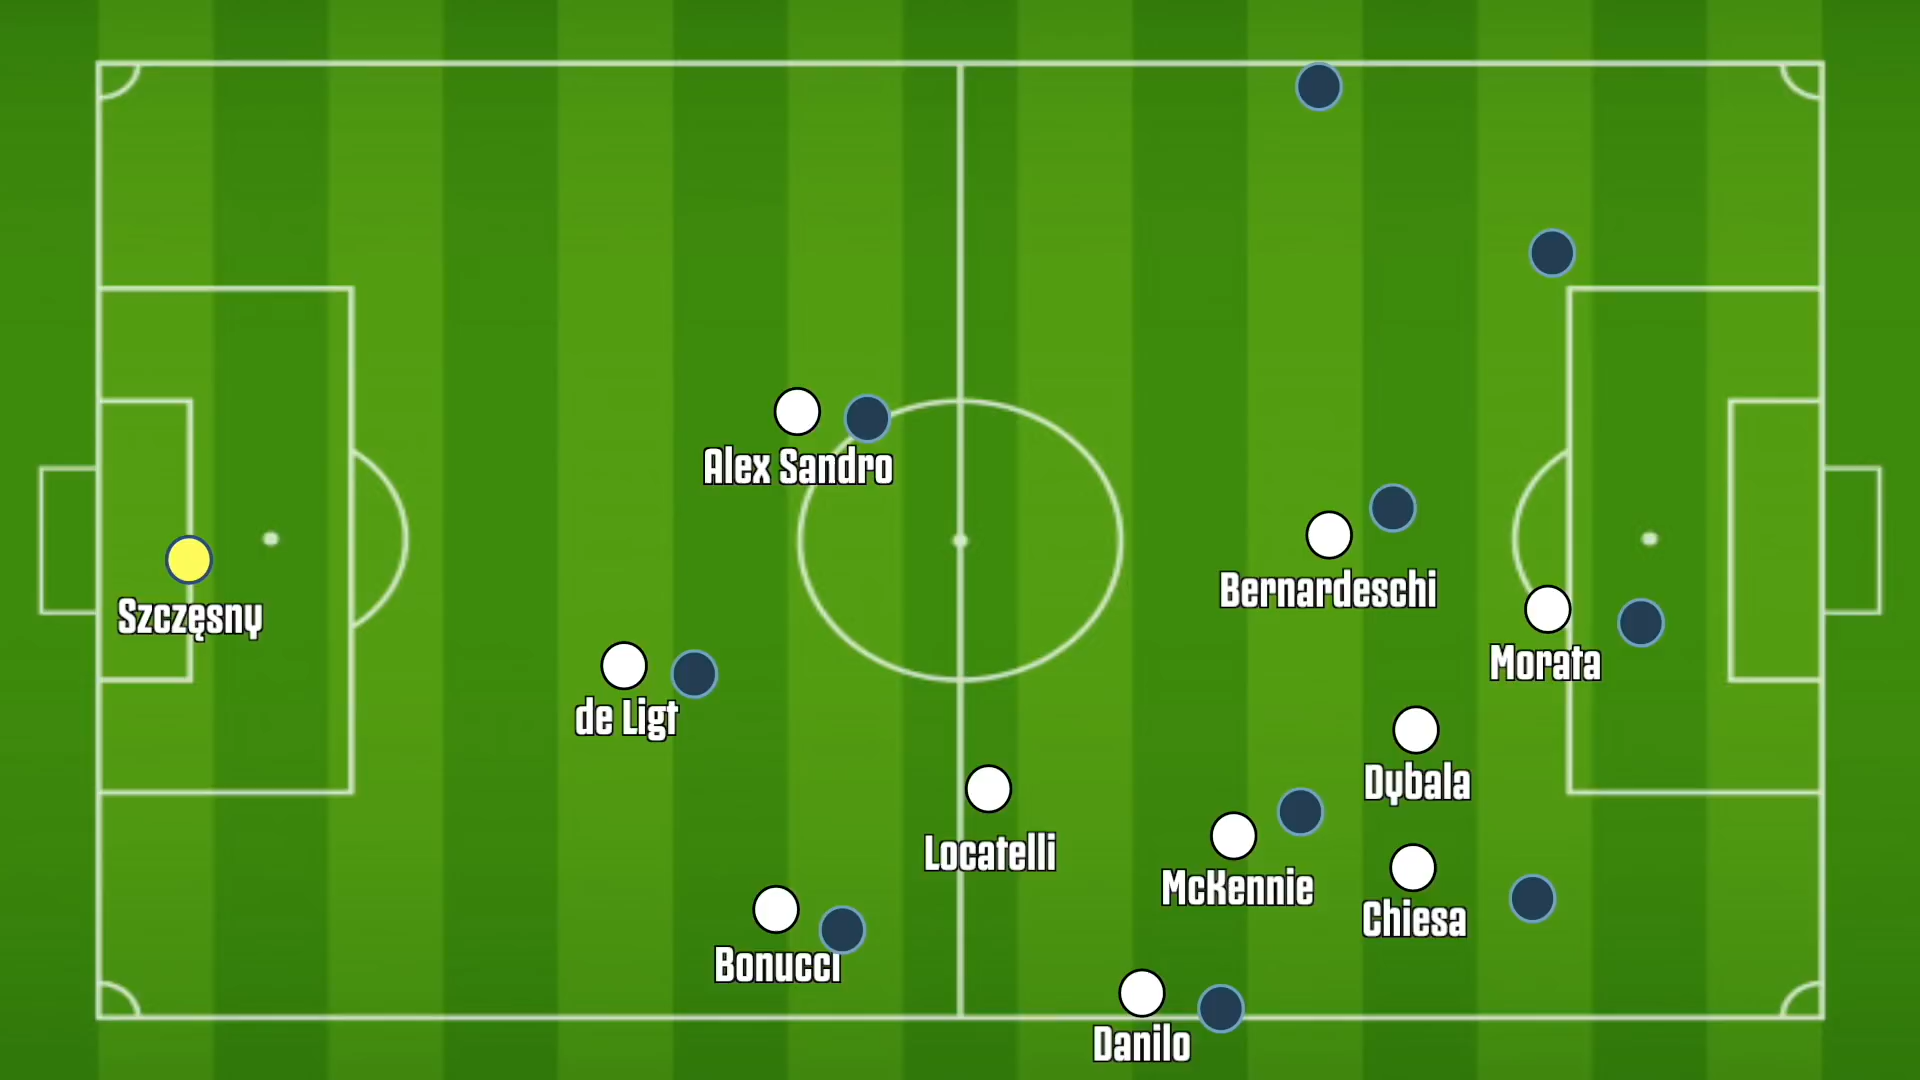 Alex Sandro
Bernardeschi
Szczęsny
Morata
de Ligt
Dybala
Locatelli
McKennie
Chiesa
Bonucci
Danilo